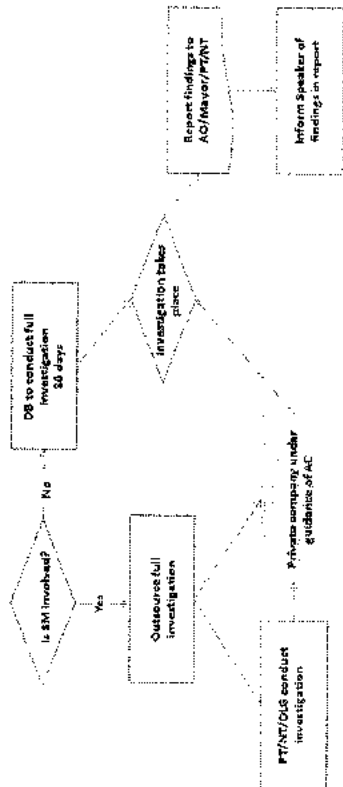 Is SM involved?
No
DB to conduct full
investigation
30 days
Yes
Outsource full
investigation
PT/NT/DLG conduct
investigation
Private company under
guidance of AC
Investigation takes
place
Report findings to
AO/Mayor/PT/NT
Inform Speaker of
findings in report